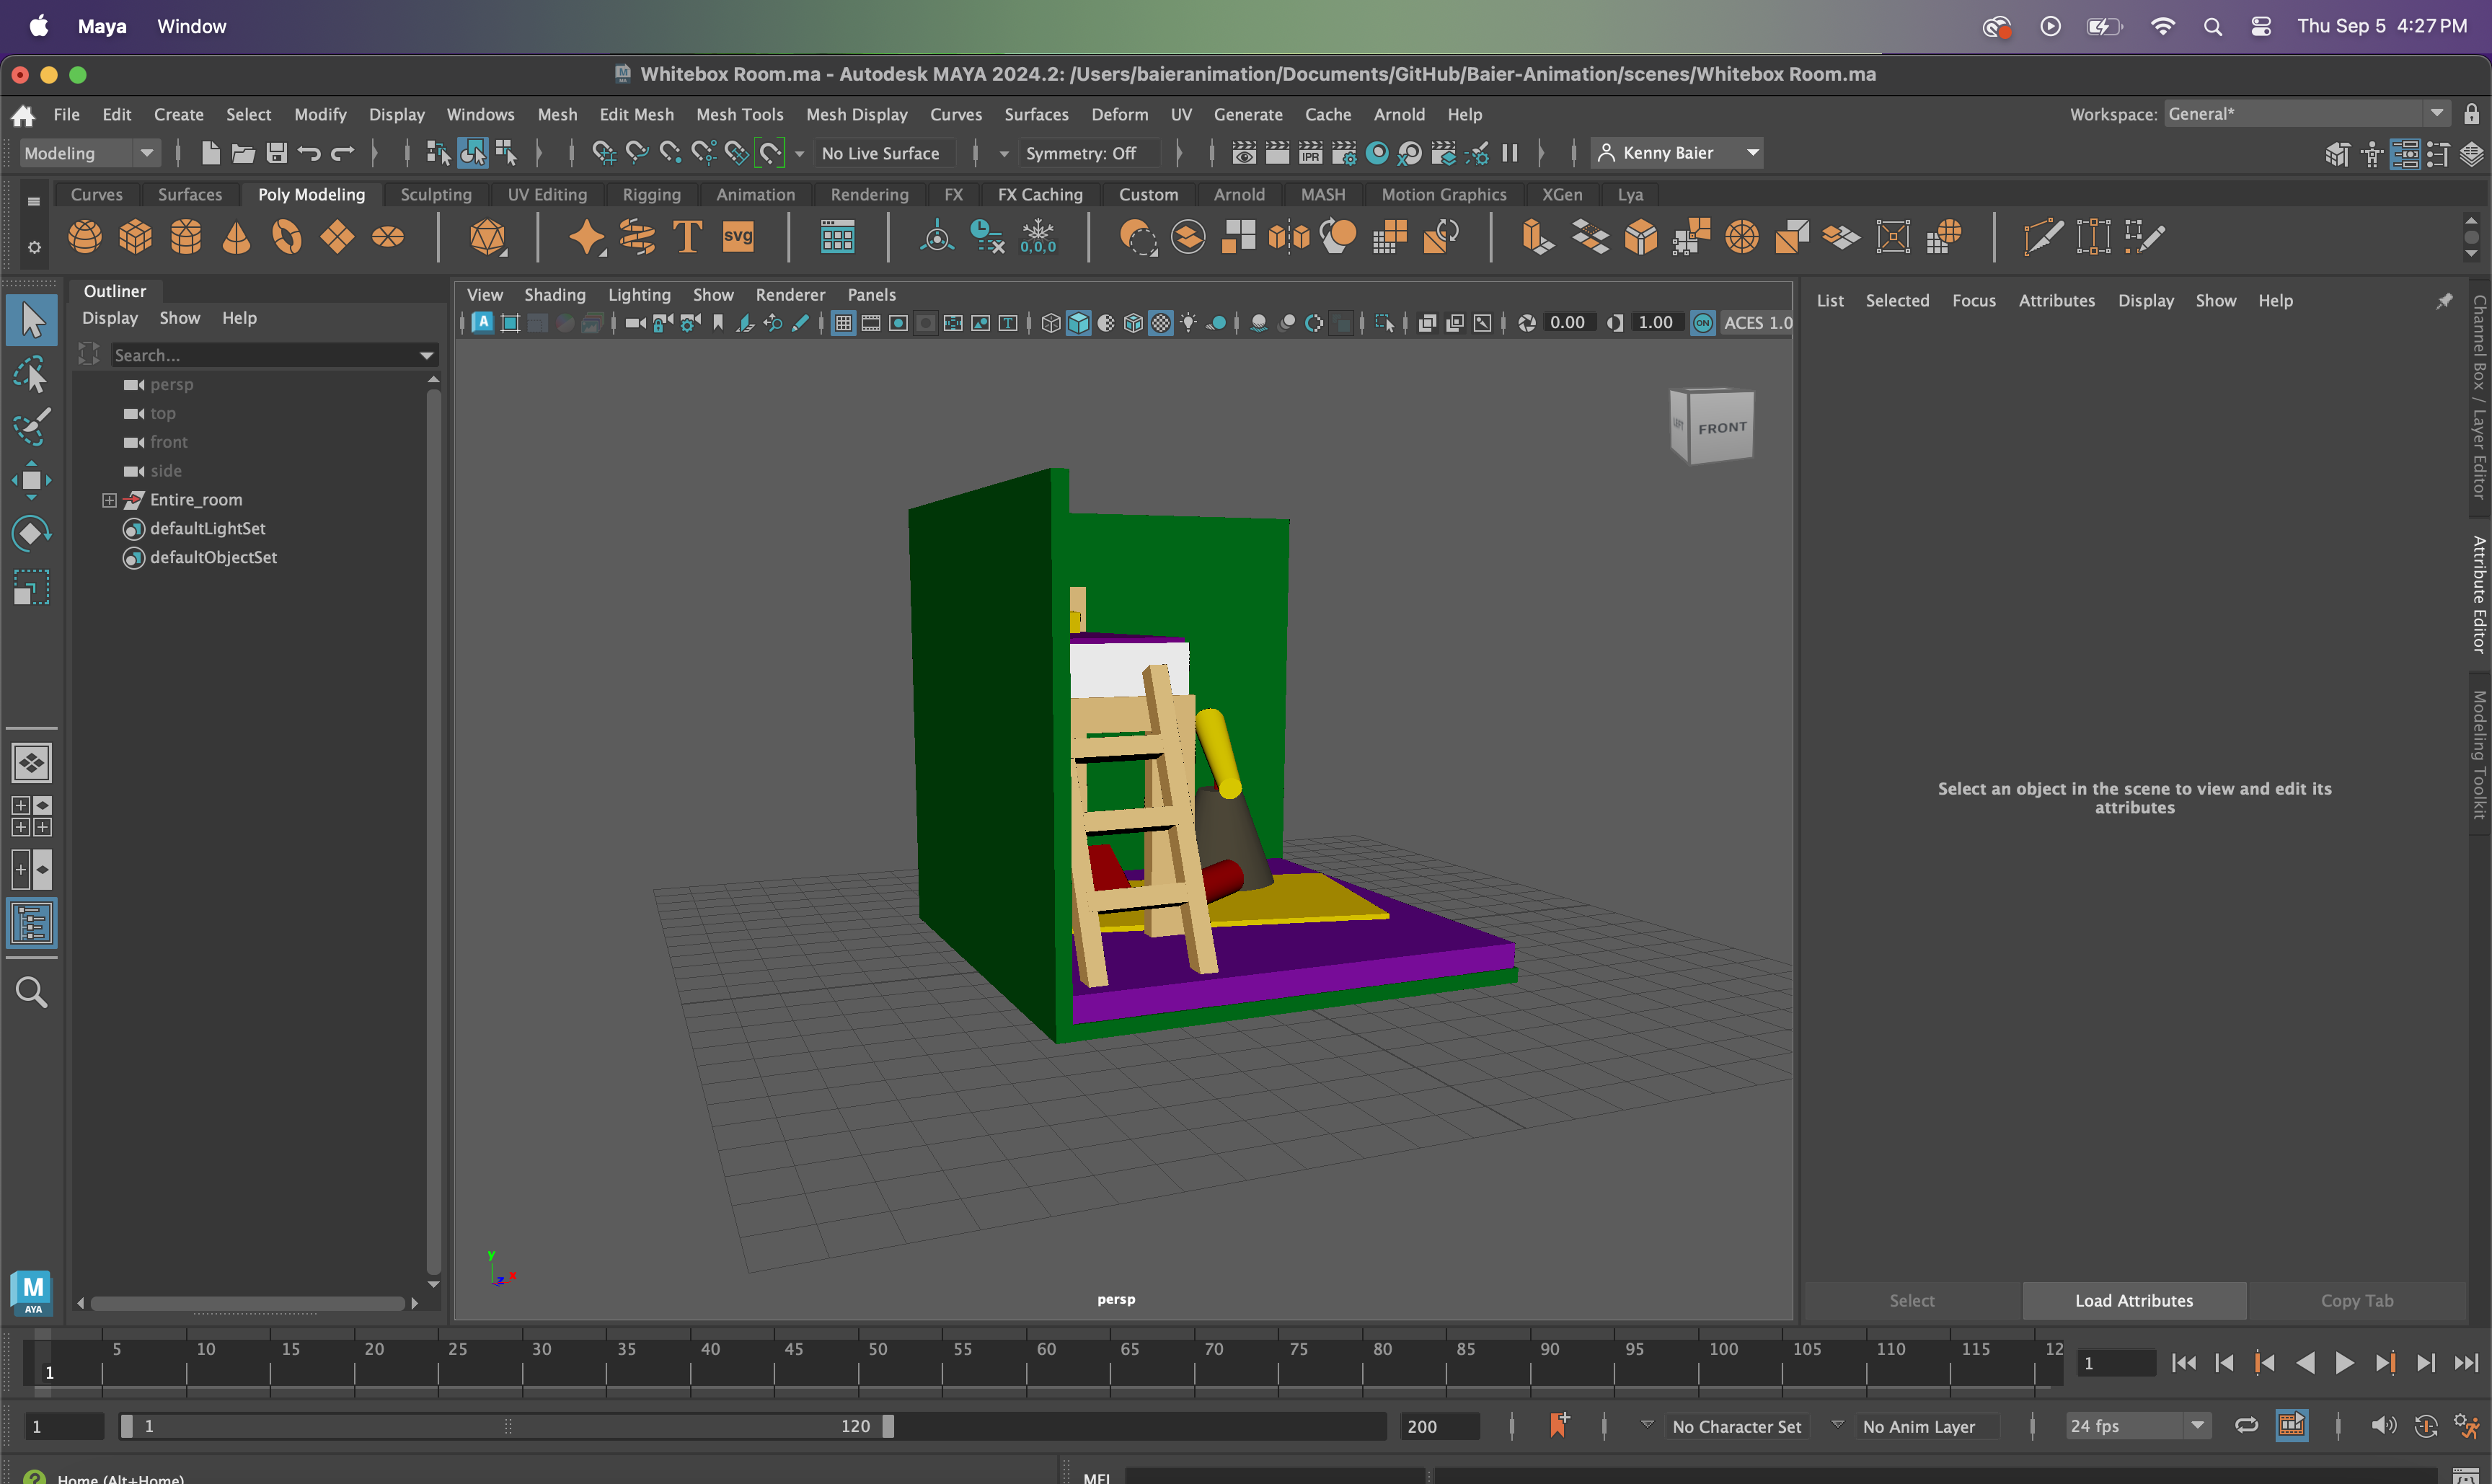 Maya Window Thu Sep 5 4:27 PM
Whitebox Room.ma - Autodesk MAYA 2024.2: /Users/baieranimation/Documents/GitHub/Baier-Animation/scenes/Whitebox Room.ma
File Edit Create Select Modify Display Windows Mesh Edit Mesh Mesh Tools Mesh Display Curves Surfaces Deform UV Generate Cache Arnold Help Workspace: General*
Modeling No Live Surface Symmetry: Off IPR Kenny Baier
Curves Surfaces Poly Modeling Sculpting UV Editing Rigging Animation Rendering FX FX Caching Custom Arnold MASH Motion Graphics XGen Lya
T svg 0,0,0
Outliner
Display Show Help
Search...
persp
top
front
side
Entire_room
defaultLightSet
defaultObjectSet
View Shading Lighting Show Renderer Panels
A T 0.00 1.00 ON ACES 1.0
LEFT FRONT
y
z x
persp
List Selected Focus Attributes Display Show Help
Select an object in the scene to view and edit its
attributes
Select Load Attributes Copy Tab
Channel Box / Layer Editor
Attribute Editor
Modeling Toolkit
M
AYA
5 10 15 20 25 30 35 40 45 50 55 60 65 70 75 80 85 90 95 100 105 110 115 12
1 1
1 1 120 200 No Character Set No Anim Layer 24 fps
? Home (Alt+Home) MEL